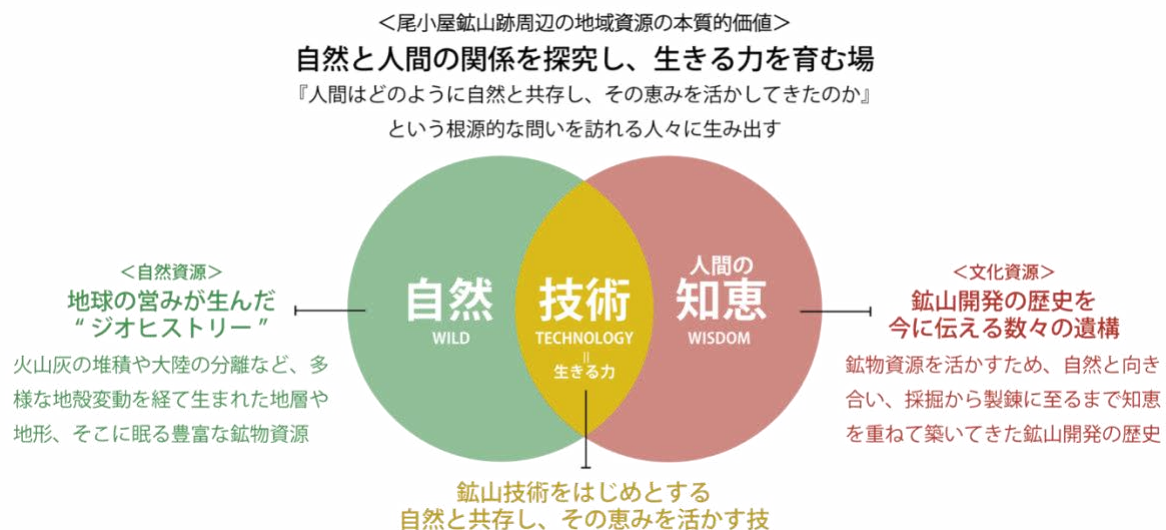 ＜尾小屋鉱山跡周辺の地域資源の本質的価値＞
自然と人間の関係を探究し、生きる力を育む場
『人間はどのように自然と共存し、その恵みを活かしてきたのか』
という根源的な問いを訪れる人々に生み出す
＜自然資源＞
地球の営みが生んだ
“ ジオヒストリー ”
火山灰の堆積や大陸の分離など、多
様な地殻変動を経て生まれた地層や
地形、そこに眠る豊富な鉱物資源
自然
WILD
技術
TECHNOLOGY
＝
生きる力
人間の
知恵
WISDOM
＜文化資源＞
鉱山開発の歴史を
今に伝える数々の遺構
鉱物資源を活かすため、自然と向き
合い、採掘から製錬に至るまで知恵
を重ねて築いてきた鉱山開発の歴史
鉱山技術をはじめとする
自然と共存し、その恵みを活かす技